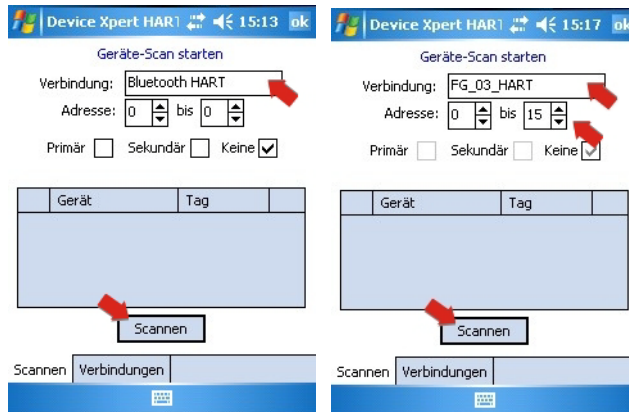 Device Xpert HART 15:13 ok
Geräte-Scan starten
Verbindung: Bluetooth HART
Adresse: 0 bis 0
Primär Sekundär Keine
Gerät Tag
Scannen
Scannen Verbindungen
Device Xpert HART 15:17 ok
Geräte-Scan starten
Verbindung: FG_03_HART
Adresse: 0 bis 15
Primär Sekundär Keine
Gerät Tag
Scannen
Scannen Verbindungen